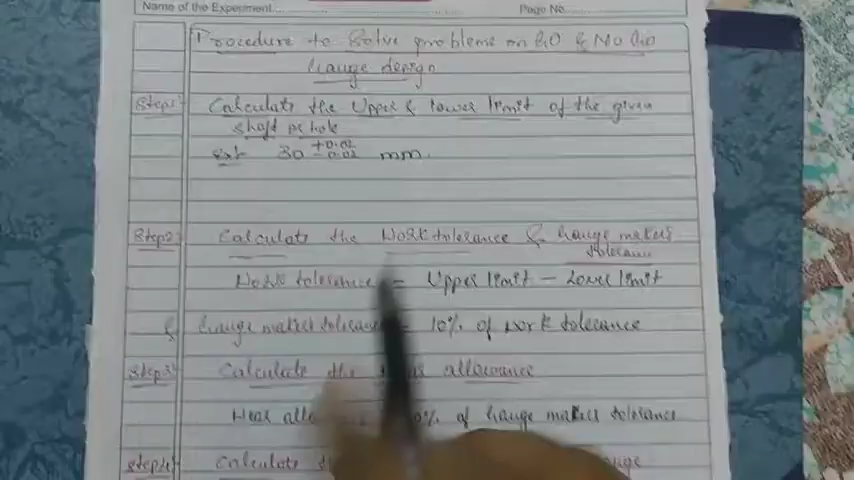 Name of the Experiment.......... Page No..........
Procedure to Solve problems on GO & No GO
Gauge design
Step1: Calculate the Upper & lower limit of the given
shaft or hole
Ex:- 30 +0.02 -0.02 mm.
Step2: Calculate the Work tolerance & Gauge makers
tolerance
Work tolerance = Upper limit - Lower limit
& Gauge makers tolerance = 10% of work tolerance
Step3: Calculate the allowance
Wear 0% of Gauge makers tolerance
Step4: Calculate